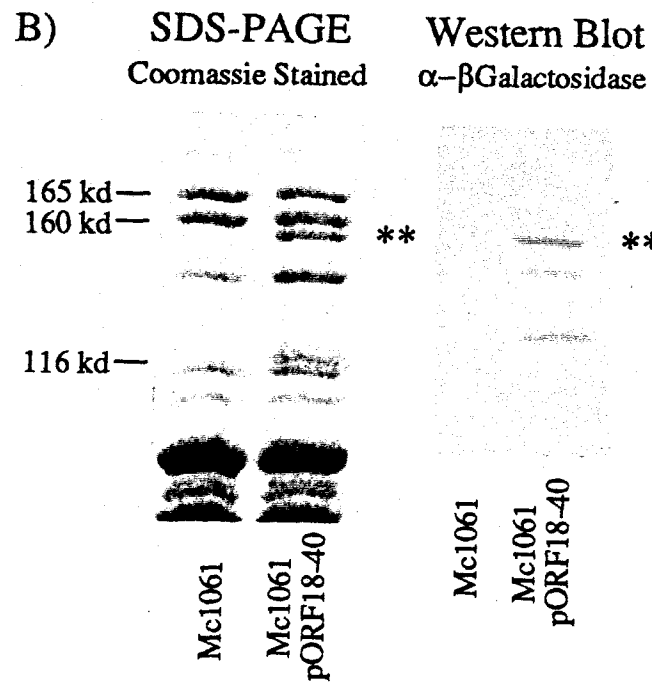 B)
SDS-PAGE
Coomassie Stained
Western Blot
α-βGalactosidase
165 kd
160 kd
**
**
116 kd
Mc1061
Mc1061
pORF18-40
Mc1061
Mc1061
pORF18-40